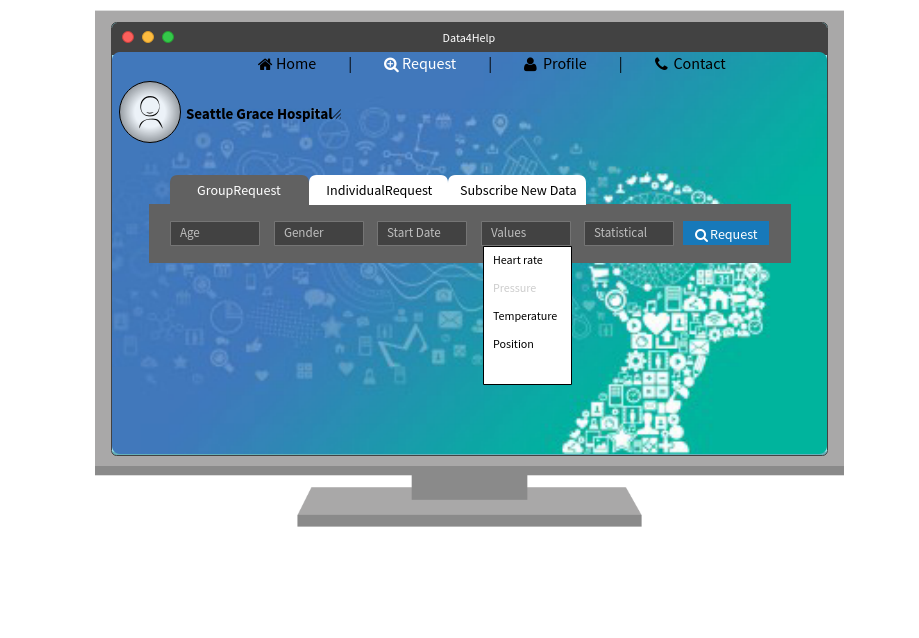 Data4Help
Home | Request | Profile | Contact
Seattle Grace Hospital
GroupRequest IndividualRequest Subscribe New Data
Age Gender Start Date Values Statistical Request
Heart rate
Pressure
Temperature
Position